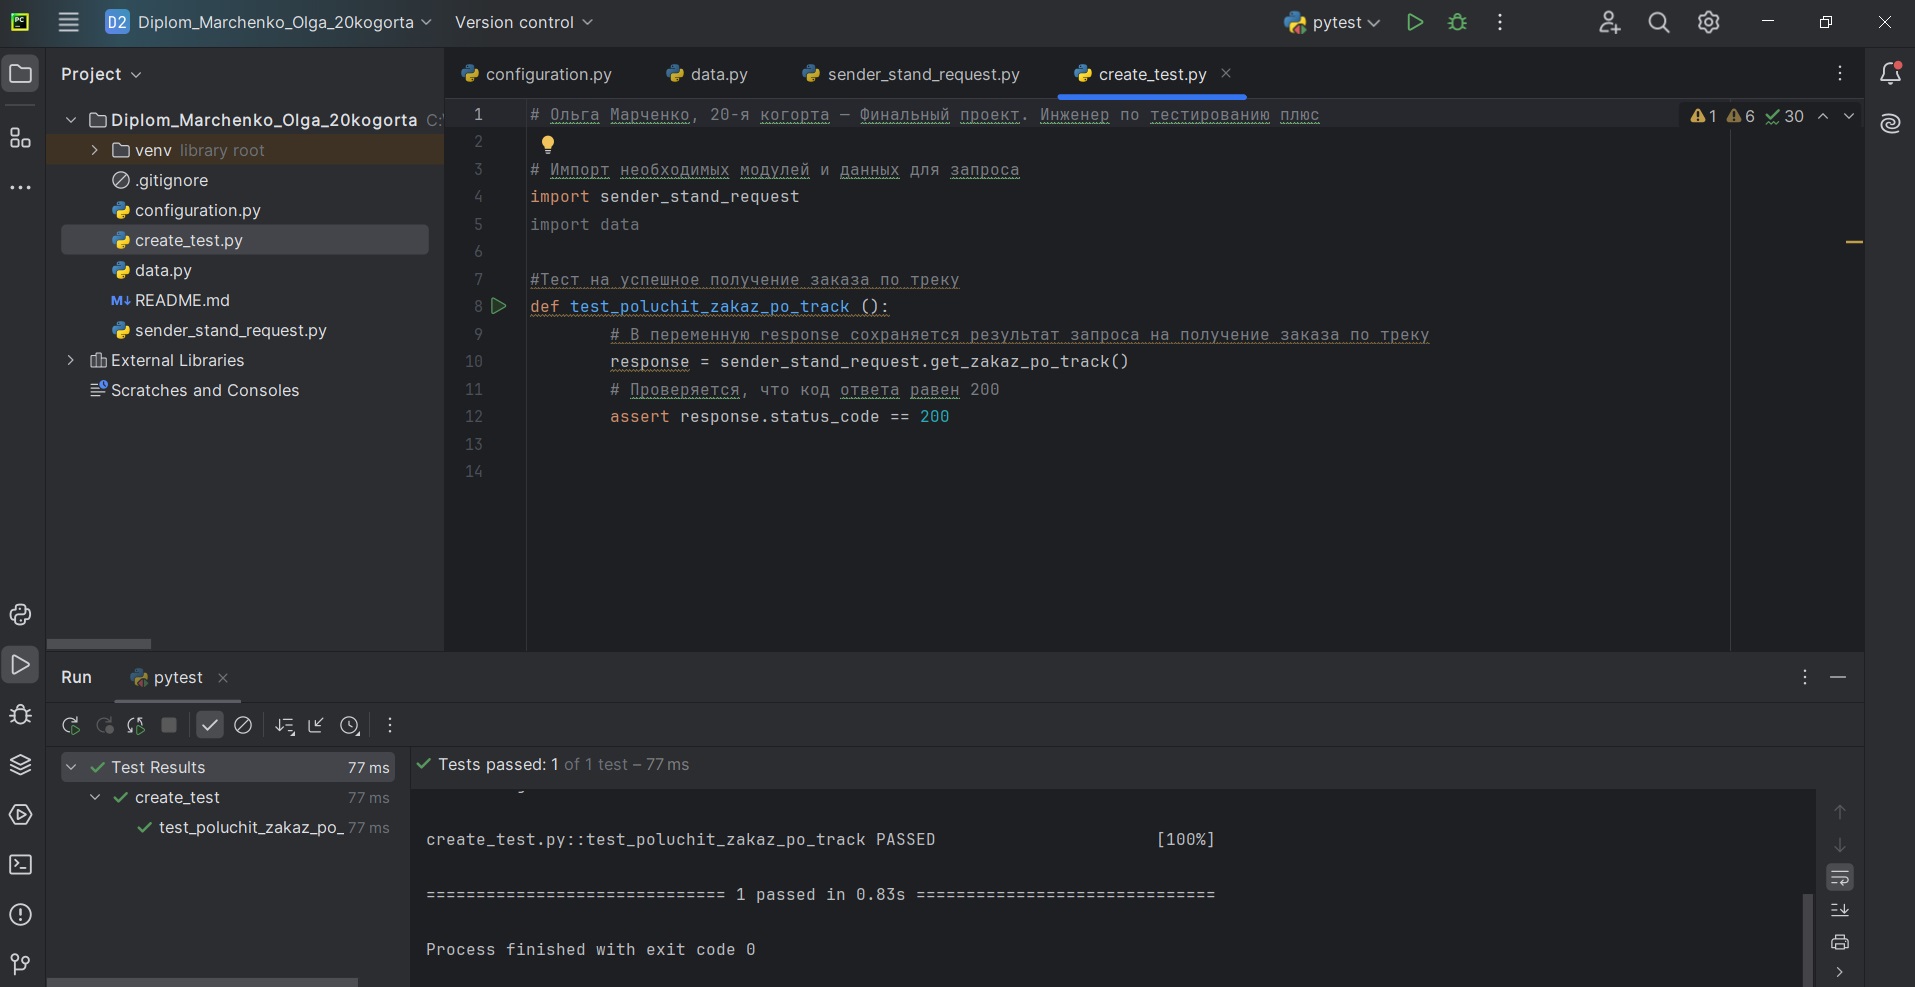 PC
D2 Diplom_Marchenko_Olga_20kogorta
Version control
pytest
Project
configuration.py
data.py
sender_stand_request.py
create_test.py
Diplom_Marchenko_Olga_20kogorta C:\
venv library root
.gitignore
configuration.py
create_test.py
data.py
M↓ README.md
sender_stand_request.py
External Libraries
Scratches and Consoles
1 # Ольга Марченко, 20-я когорта — Финальный проект. Инженер по тестированию плюс
1 6 30
2
3 # Импорт необходимых модулей и данных для запроса
4 import sender_stand_request
5 import data
6
7 #Тест на успешное получение заказа по треку
8 def test_poluchit_zakaz_po_track ():
9 # В переменную response сохраняется результат запроса на получение заказа по треку
10 response = sender_stand_request.get_zakaz_po_track()
11 # Проверяется, что код ответа равен 200
12 assert response.status_code == 200
13
14
Run
pytest
Test Results 77 ms
create_test 77 ms
test_poluchit_zakaz_po_ 77 ms
Tests passed: 1 of 1 test – 77 ms
create_test.py::test_poluchit_zakaz_po_track PASSED [100%]
============================== 1 passed in 0.83s ==============================
Process finished with exit code 0